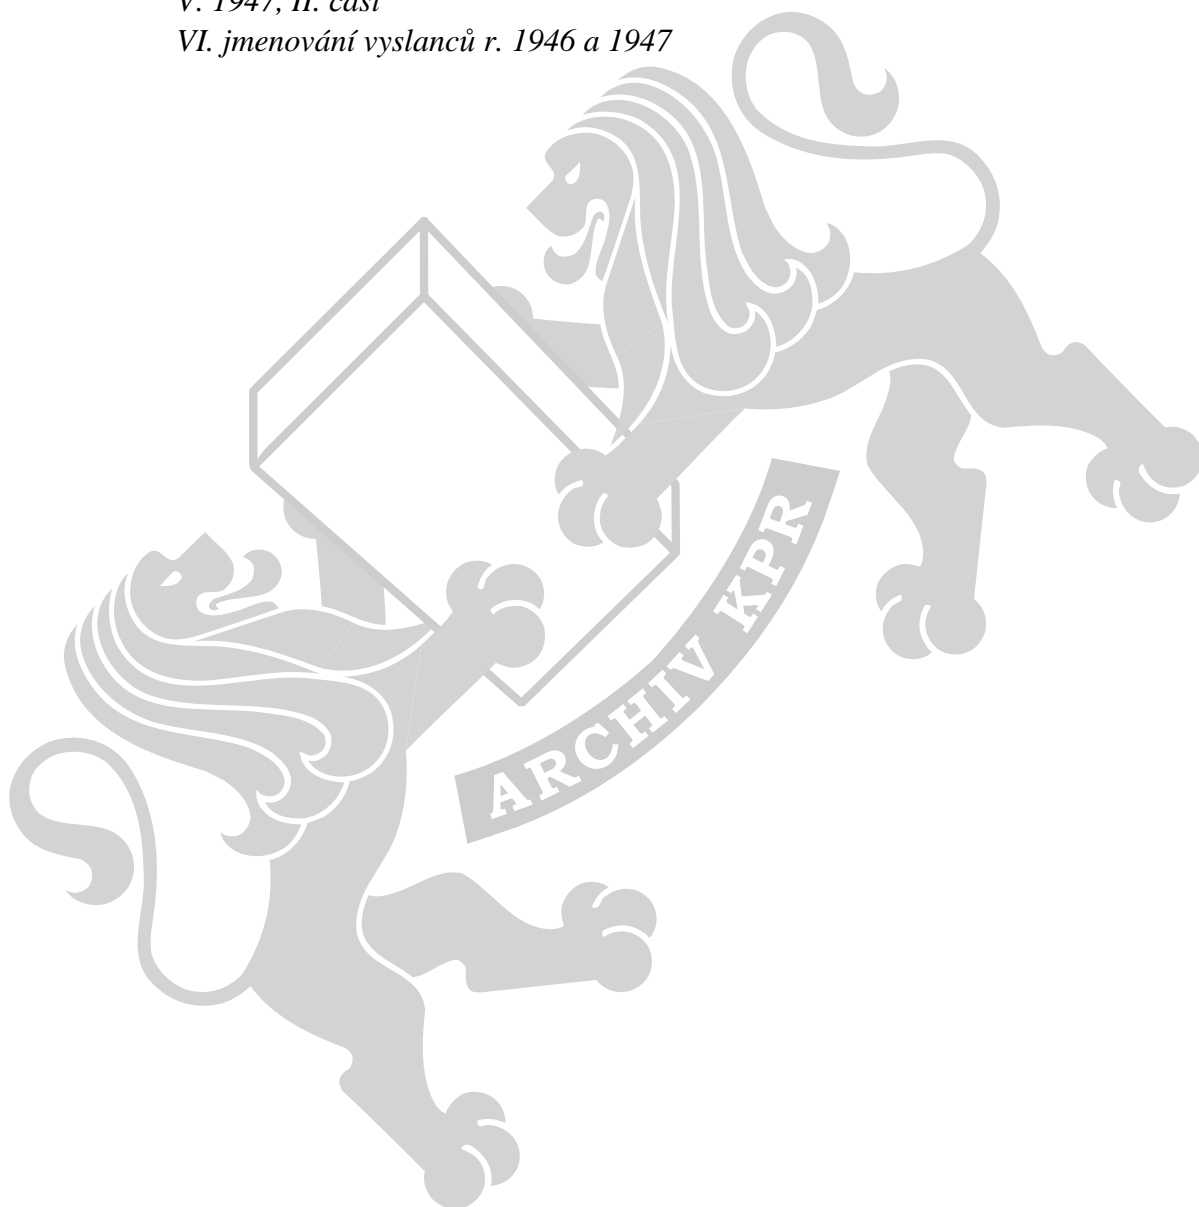 V. 1947, II. část
VI. jmenování vyslanců r. 1946 a 1947
ARCHIV KPR